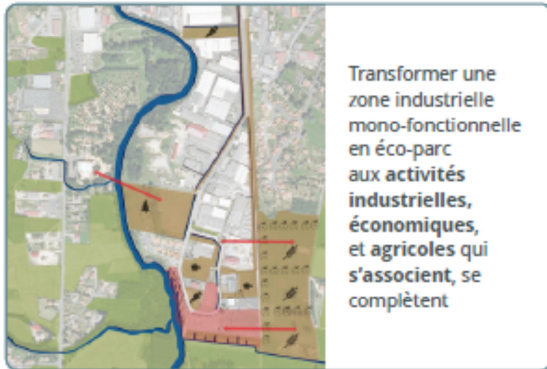 Transformer une
zone industrielle
mono-fonctionnelle
en éco-parc
aux activités
industrielles,
économiques,
et agricoles qui
s'associent, se
complètent